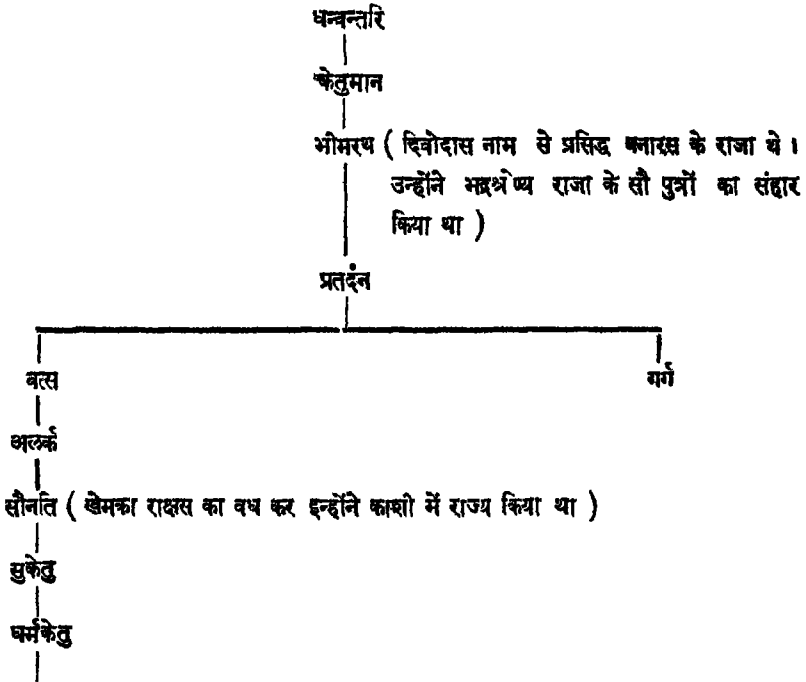 धन्वन्तरि
केतुमान
भीमरथ ( दिवोदास नाम से प्रसिद्ध बनारस के राजा थे ।
उन्होंने भद्रश्रेण्य राजा के सौ पुत्रों का संहार
किया था )
प्रतर्दन
वत्स
गर्ग
अलर्क
सौनति ( खेमका राक्षस का वध कर इन्होंने काशी में राज्य किया था )
सुकेतु
धर्मकेतु